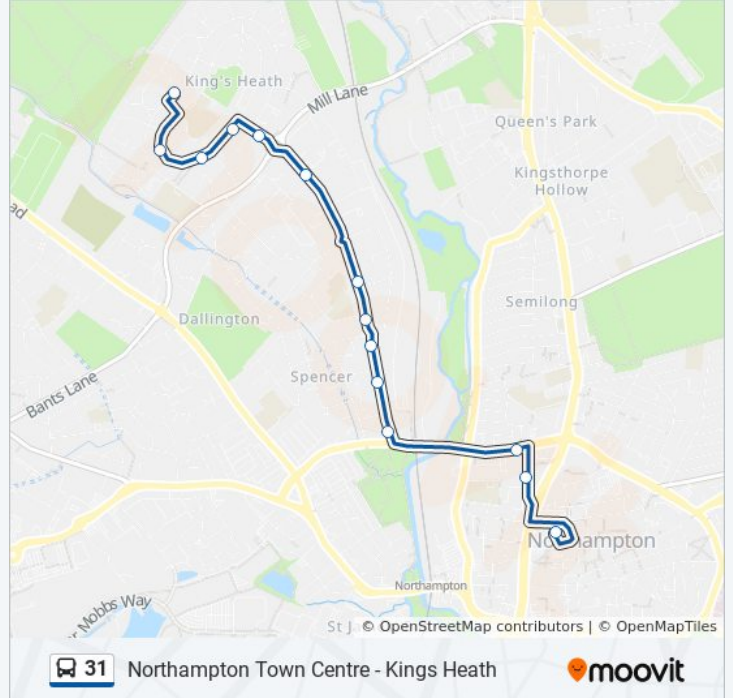 King's Heath
Mill Lane
Queen's Park
Kingsthorpe
Hollow
ad
Semilong
Dallington
Spencer
Bants Lane
Northampton
Northampton
r Mobbs Way
St J
© OpenStreetMap contributors | © OpenMapTiles
31 Northampton Town Centre - Kings Heath
moovit